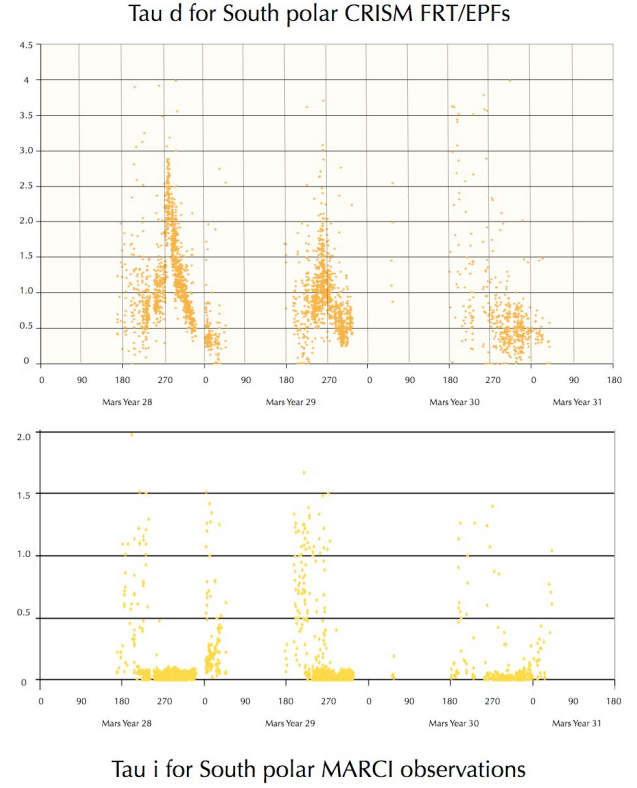 Tau d for South polar CRISM FRT/EPFs
4.5
4
3.5
3.0
2.5
2.0
1.5
1.0
0.5
0
0 90 180 270 0 90 180 270 0 90 180 270 0 90 180
Mars Year 28 Mars Year 29 Mars Year 30 Mars Year 31
2.0
1.5
1.0
0.5
0
0 90 180 270 0 90 180 270 0 90 180 270 0 90 180
Mars Year 28 Mars Year 29 Mars Year 30 Mars Year 31
Tau i for South polar MARCI observations